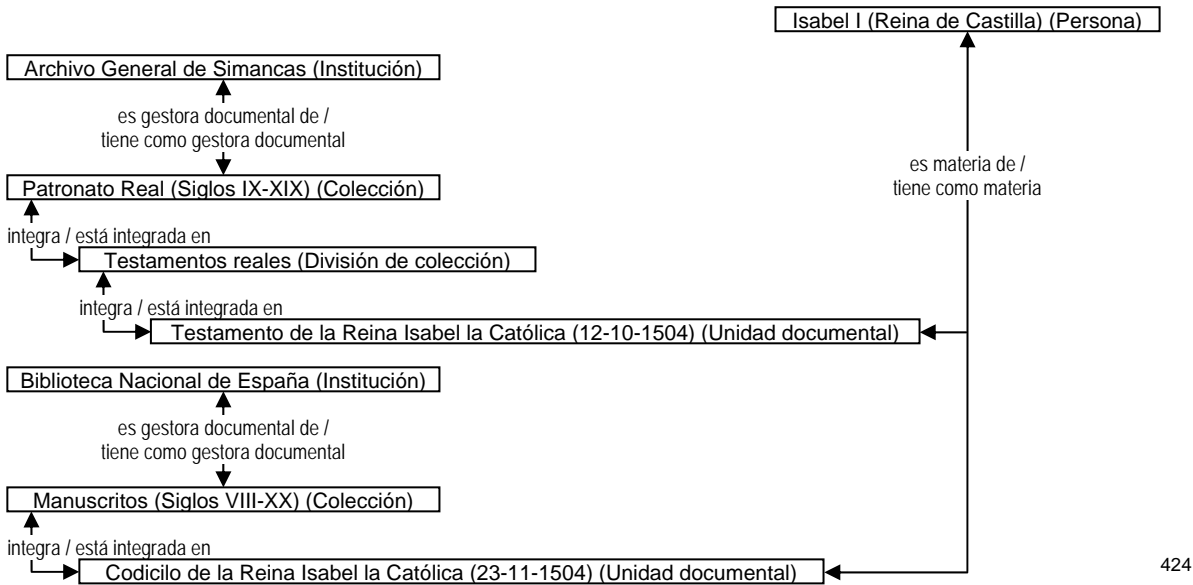 Isabel I (Reina de Castilla) (Persona)
Archivo General de Simancas (Institución)
es gestora documental de /
tiene como gestora documental
es materia de /
tiene como materia
Patronato Real (Siglos IX-XIX) (Colección)
integra / está integrada en
Testamentos reales (División de colección)
integra / está integrada en
Testamento de la Reina Isabel la Católica (12-10-1504) (Unidad documental)
Biblioteca Nacional de España (Institución)
es gestora documental de /
tiene como gestora documental
Manuscritos (Siglos VIII-XX) (Colección)
integra / está integrada en
Codicilo de la Reina Isabel la Católica (23-11-1504) (Unidad documental)
424